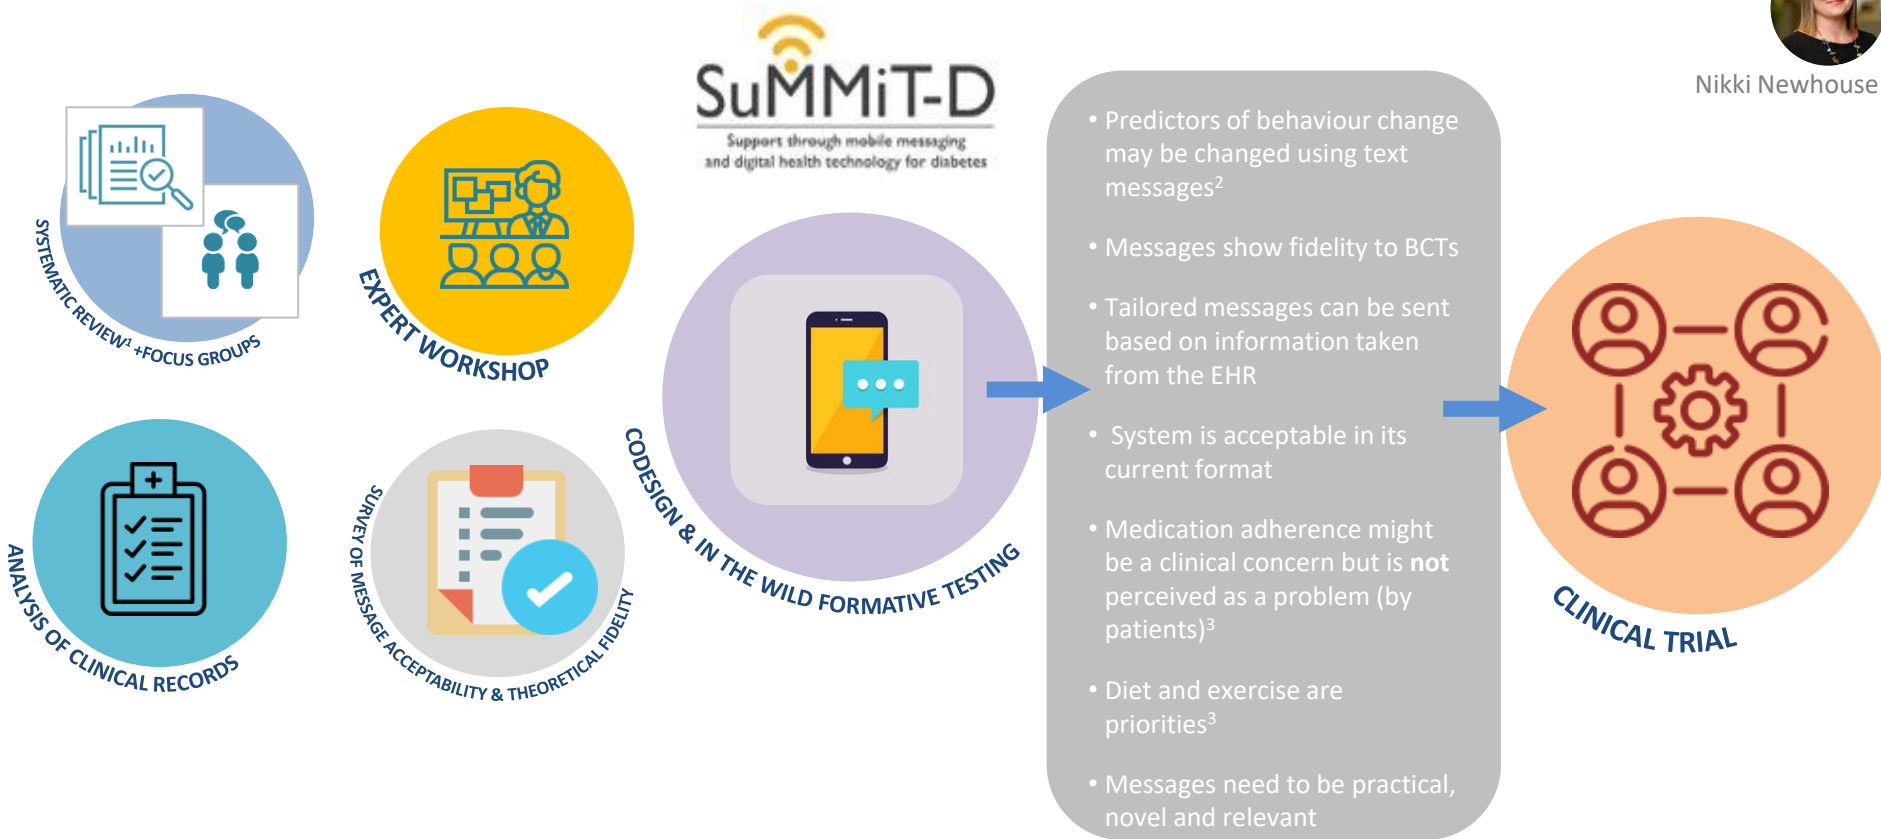 SuMMiT-D
Support through mobile messaging
and digital health technology for diabetes
Nikki Newhouse
SYSTEMATIC REVIEW¹ +FOCUS GROUPS
EXPERT WORKSHOP
ANALYSIS OF CLINICAL RECORDS
SURVEY OF MESSAGE ACCEPTABILITY & THEORETICAL FIDELITY
CODESIGN & IN THE WILD FORMATIVE TESTING
• Predictors of behaviour change
may be changed using text
messages²
• Messages show fidelity to BCTs
• Tailored messages can be sent
based on information taken
from the EHR
• System is acceptable in its
current format
• Medication adherence might
be a clinical concern but is not
perceived as a problem (by
patients)³
• Diet and exercise are
priorities³
• Messages need to be practical,
novel and relevant
CLINICAL TRIAL